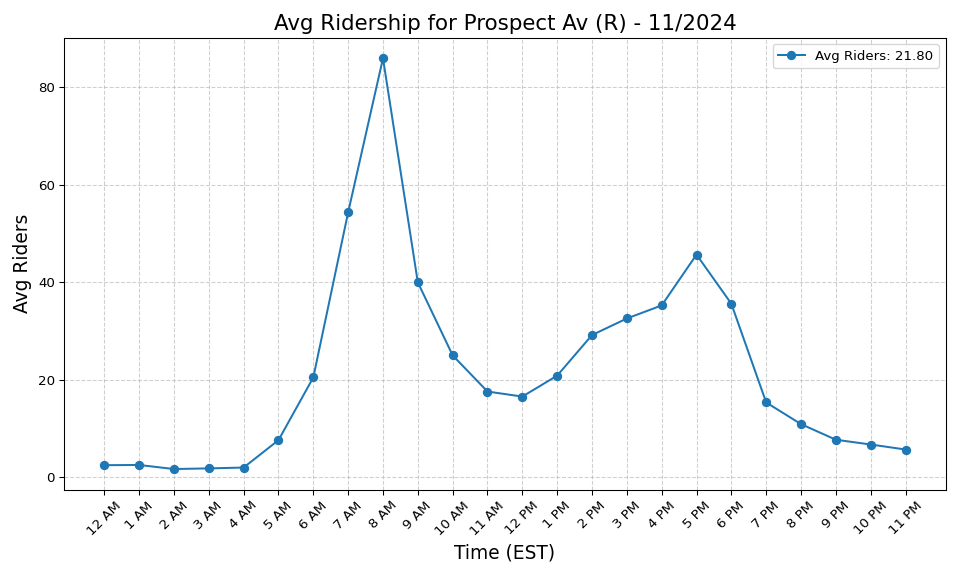 Avg Ridership for Prospect Av (R) - 11/2024
Avg Riders: 21.80
Avg Riders
80
60
40
20
0
12 AM
1 AM
2 AM
3 AM
4 AM
5 AM
6 AM
7 AM
8 AM
9 AM
10 AM
11 AM
12 PM
1 PM
2 PM
3 PM
4 PM
5 PM
6 PM
7 PM
8 PM
9 PM
10 PM
11 PM
Time (EST)